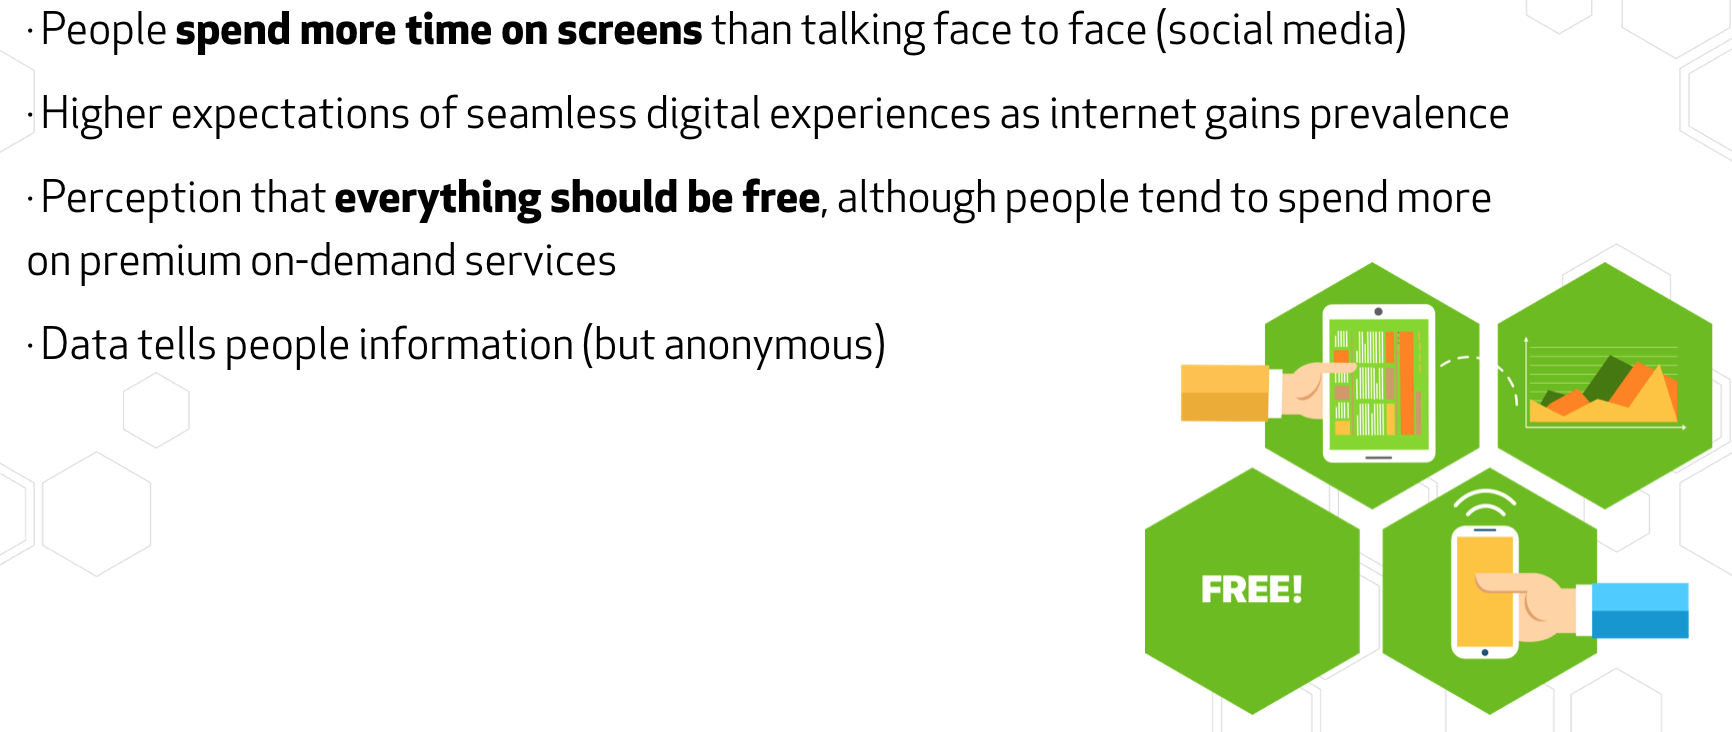 · People spend more time on screens than talking face to face (social media)
· Higher expectations of seamless digital experiences as internet gains prevalence
· Perception that everything should be free, although people tend to spend more
on premium on-demand services
· Data tells people information (but anonymous)
FREE!